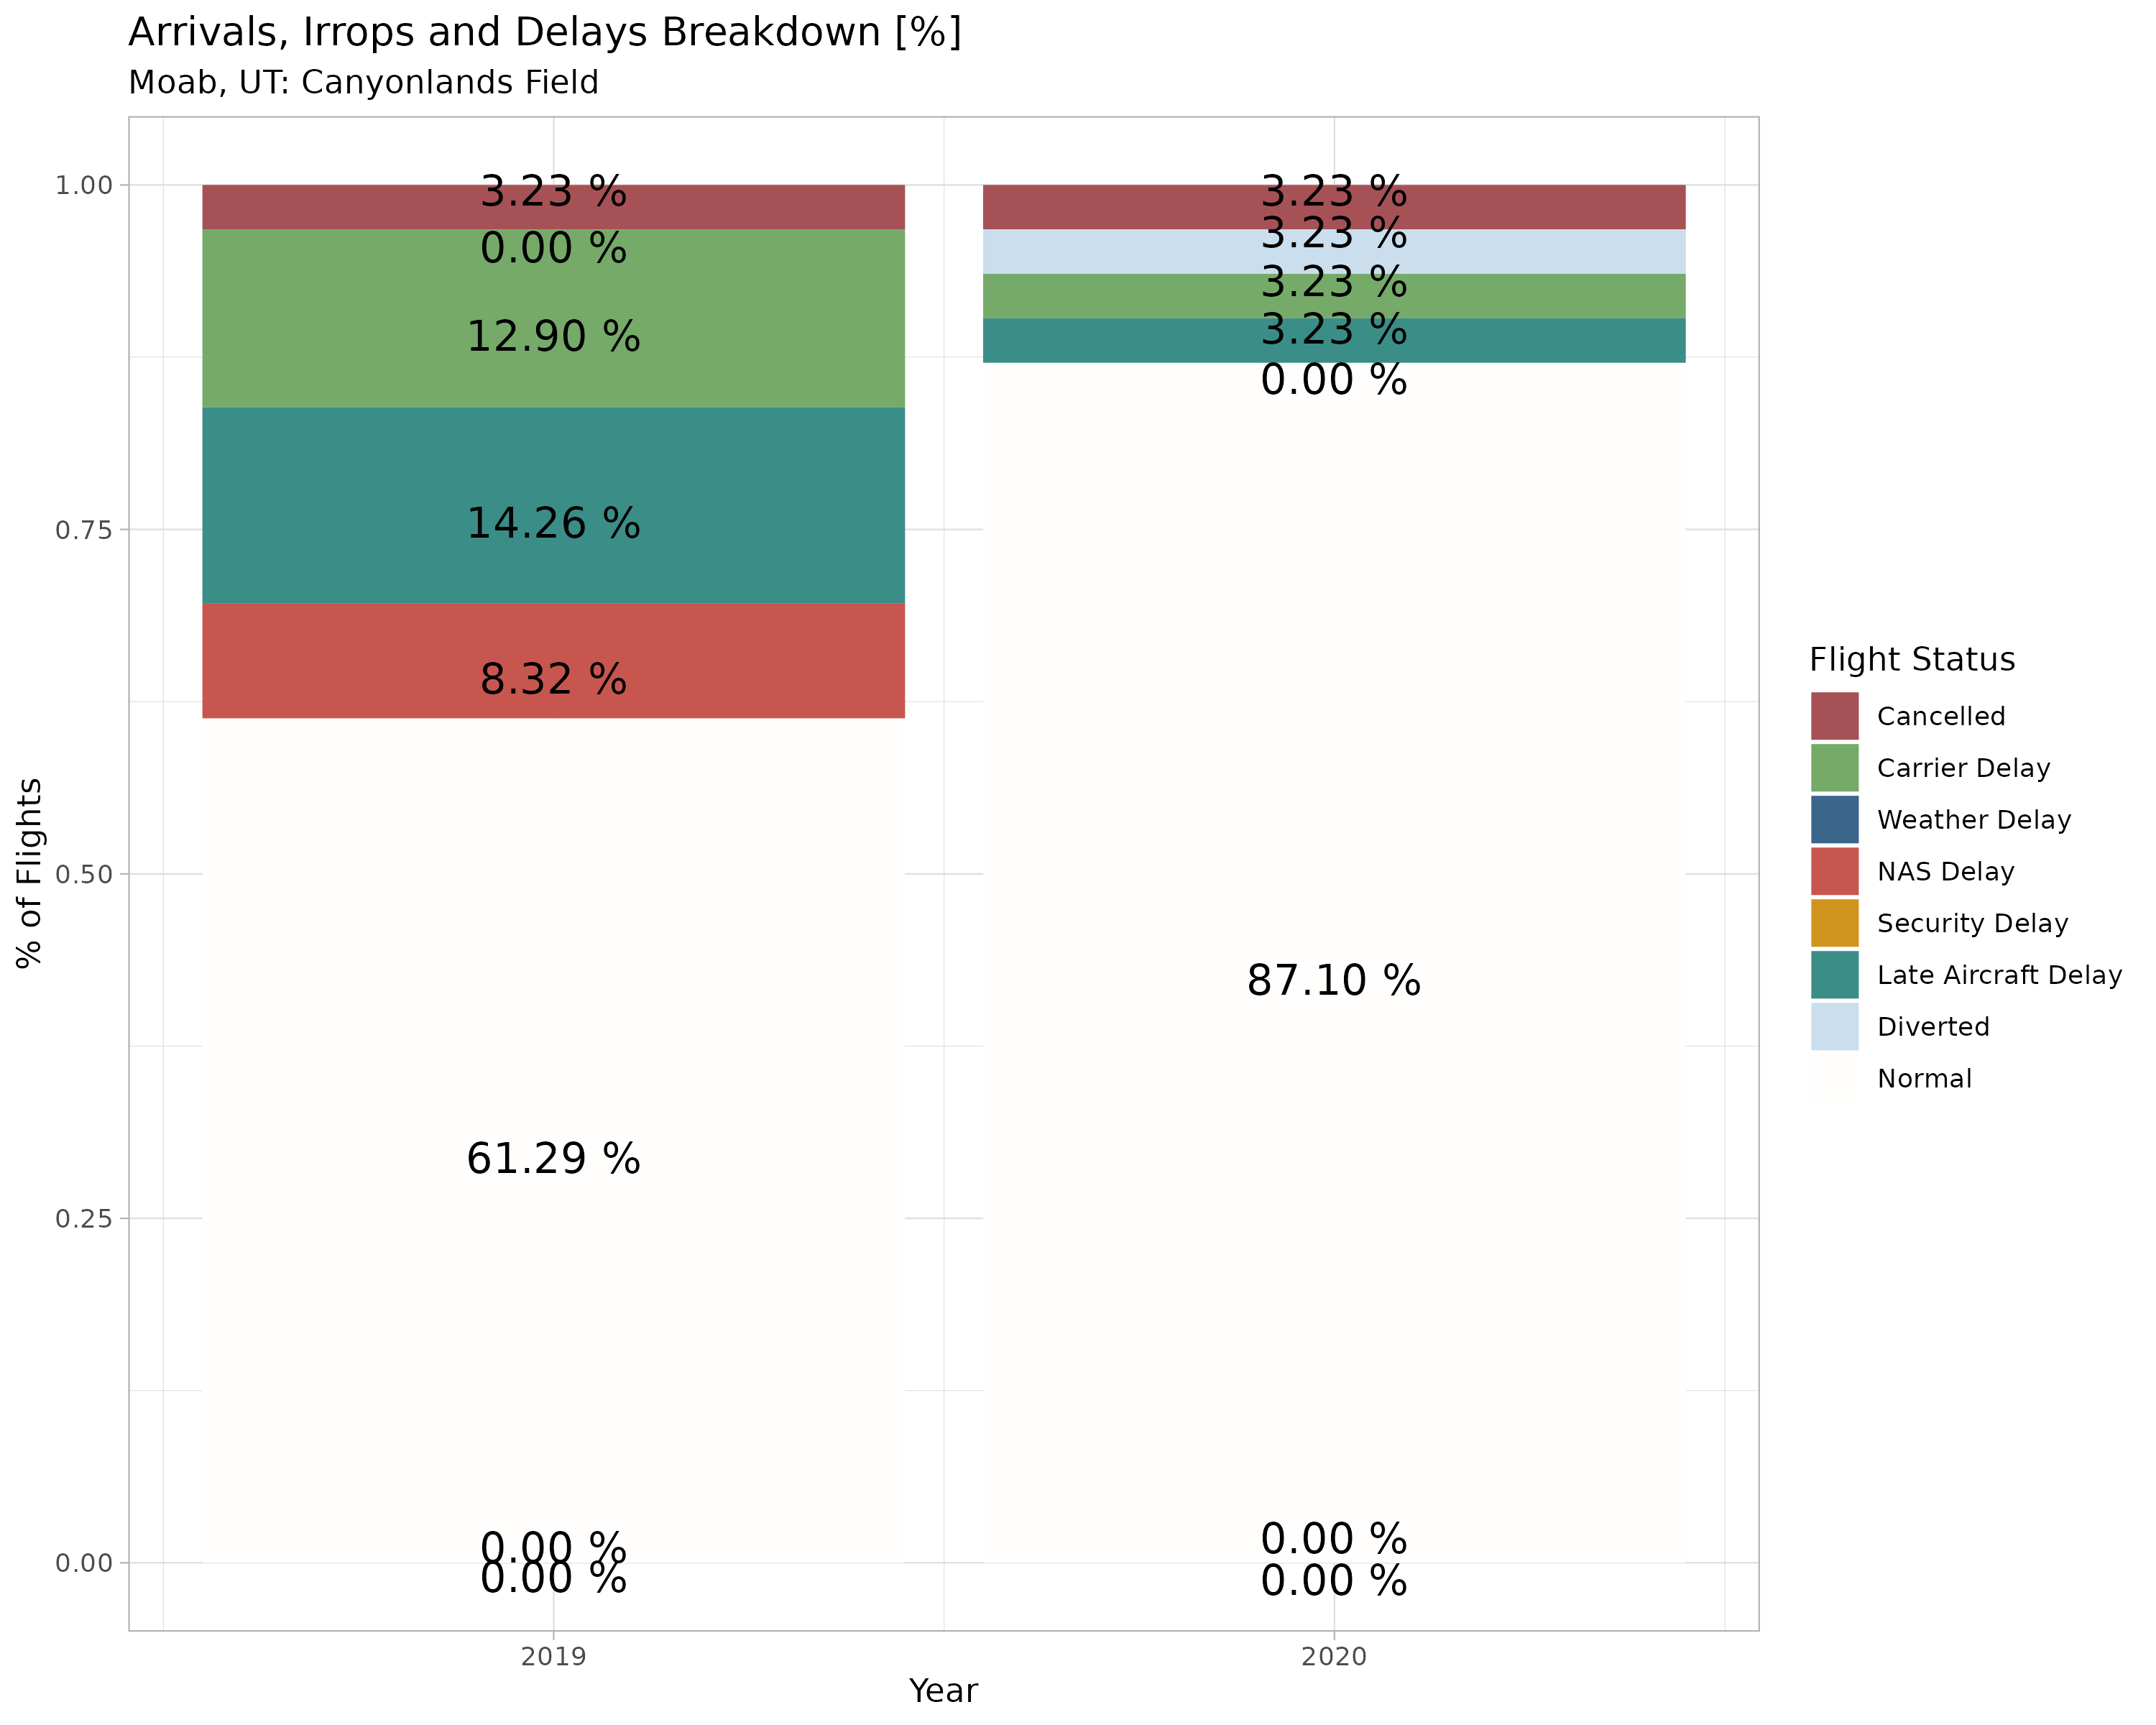 Arrivals, Irrops and Delays Breakdown [%]
Moab, UT: Canyonlands Field
% of Flights
1.00
0.75
0.50
0.25
0.00
3.23 %
0.00 %
12.90 %
14.26 %
8.32 %
61.29 %
0.00 %
0.00 %
3.23 %
3.23 %
3.23 %
3.23 %
0.00 %
87.10 %
0.00 %
0.00 %
2019
2020
Year
Flight Status
Cancelled
Carrier Delay
Weather Delay
NAS Delay
Security Delay
Late Aircraft Delay
Diverted
Normal